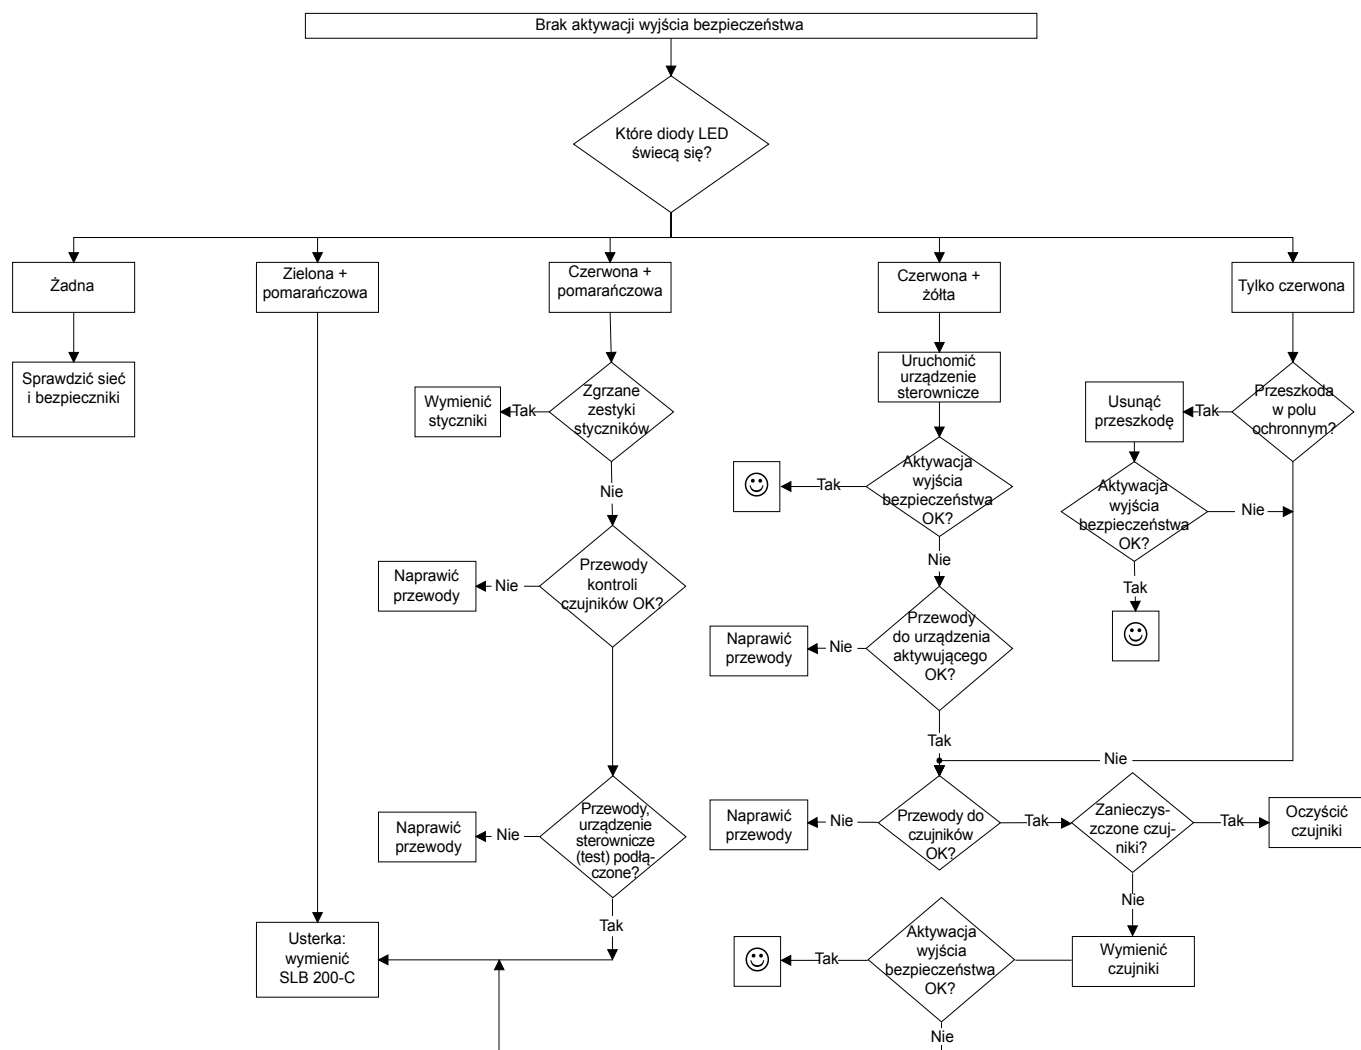 Brak aktywacji wyjścia bezpieczeństwa
Które diody LED
świecą się?
Żadna
Zielona +
pomarańczowa
Czerwona +
pomarańczowa
Czerwona +
żółta
Tylko czerwona
Sprawdzić sieć
i bezpieczniki
Wymienić
styczniki
Tak
Zgrzane
zestyki
styczników
Uruchomić
urządzenie
sterownicze
Usunąć
przeszkodę
Tak
Przeszkoda
w polu
ochronnym?
Nie
Tak
Aktywacja
wyjścia
bezpieczeństwa
OK?
Aktywacja
wyjścia
bezpieczeństwa
OK?
Nie
Naprawić
przewody
Nie
Przewody
kontroli
czujników OK?
Nie
Tak
Naprawić
przewody
Nie
Przewody
do urządzenia
aktywującego
OK?
Tak
Nie
Naprawić
przewody
Nie
Przewody,
urządzenie
sterownicze
(test) podłą-
czone?
Naprawić
przewody
Nie
Przewody do
czujników
OK?
Tak
Zanieczys-
szczone czuj-
niki?
Tak
Oczyścić
czujniki
Tak
Nie
Usterka:
wymienić
SLB 200-C
Tak
Aktywacja
wyjścia
bezpieczeństwa
OK?
Wymienić
czujniki
Nie